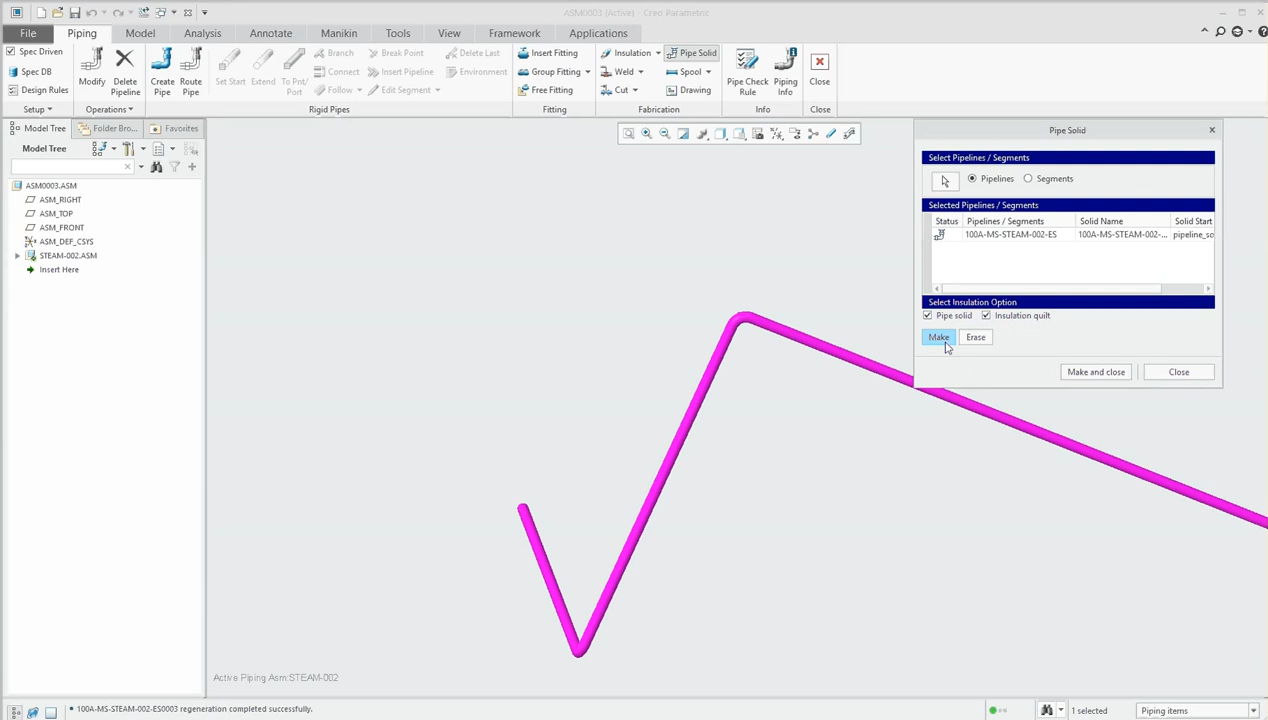 ASM0003 (Active) - Creo Parametric
File Piping Model Analysis Annotate Manikin Tools View Framework Applications
Spec Driven
Spec DB
Design Rules
Setup
Modify
Delete Pipeline
Operations
Create Pipe
Route Pipe
Set Start
Extend
To Pnt/ Port
Branch
Connect
Follow
Break Point
Insert Pipeline
Edit Segment
Delete Last
Environment
Rigid Pipes
Insert Fitting
Group Fitting
Free Fitting
Fitting
Insulation
Weld
Cut
Pipe Solid
Spool
Drawing
Fabrication
Pipe Check Rule
Piping Info
Info
Close
Close
Model Tree Folder Bro... Favorites
Model Tree
ASM0003.ASM
ASM_RIGHT
ASM_TOP
ASM_FRONT
ASM_DEF_CSYS
STEAM-002.ASM
Insert Here
Pipe Solid
Select Pipelines / Segments
Pipelines Segments
Selected Pipelines / Segments
Status Pipelines / Segments Solid Name Solid Start
100A-MS-STEAM-002-ES 100A-MS-STEAM-002-... pipeline_sc
Select Insulation Option
Pipe solid Insulation quilt
Make Erase
Make and close Close
Active Piping Asm:STEAM-002
• 100A-MS-STEAM-002-ES0003 regeneration completed successfully.
1 selected
Piping items